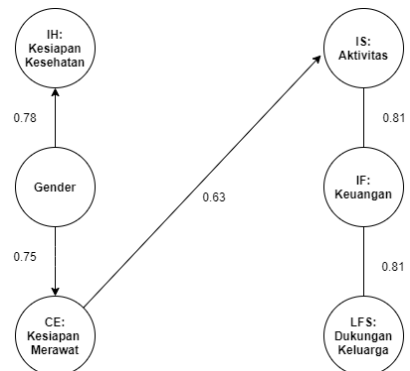 IH:
Kesiapan
Kesehatan
IS:
Aktivitas
0.78
0.81
Gender
IF:
Keuangan
0.63
0.75
0.81
CE:
Kesiapan
Merawat
LFS:
Dukungan
Keluarga